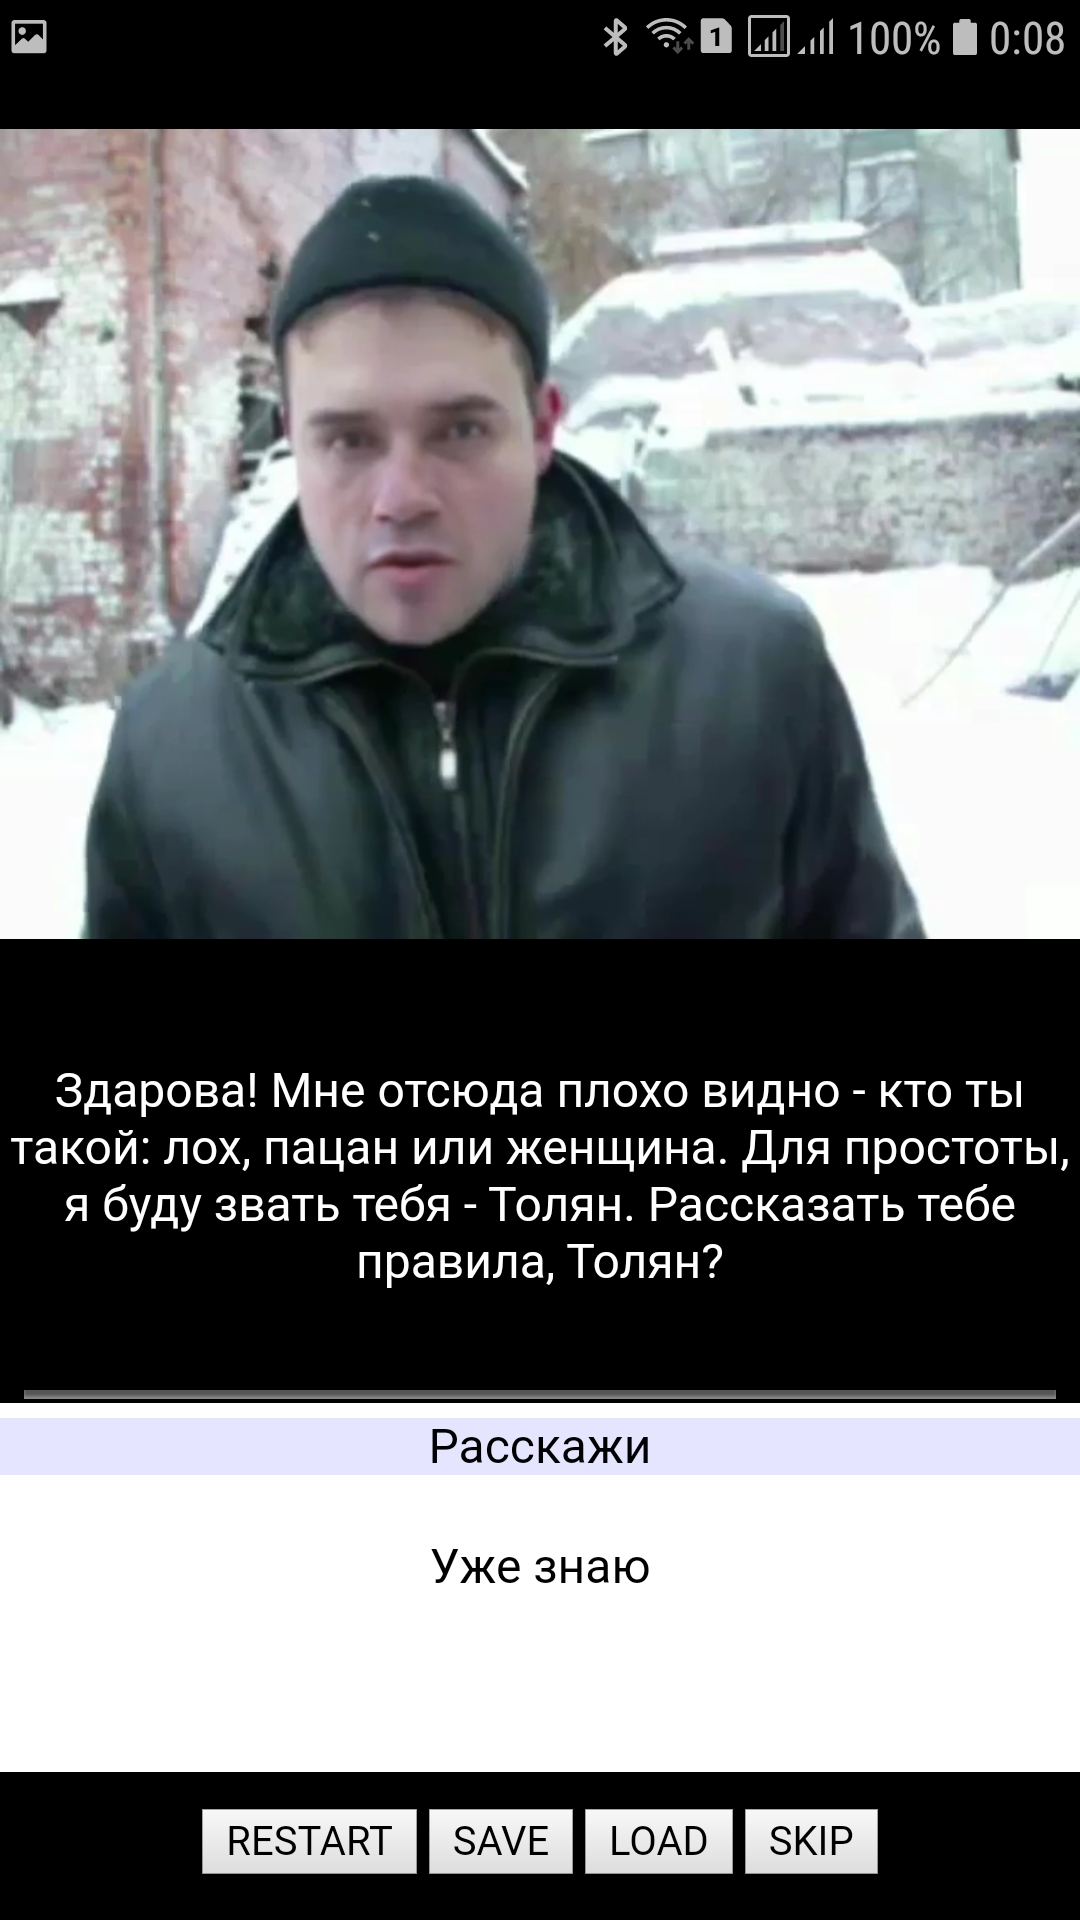 1 100% 0:08
Здарова! Мне отсюда плохо видно - кто ты
такой: лох, пацан или женщина. Для простоты,
я буду звать тебя - Толян. Рассказать тебе
правила, Толян?
Расскажи
Уже знаю
RESTART SAVE LOAD SKIP